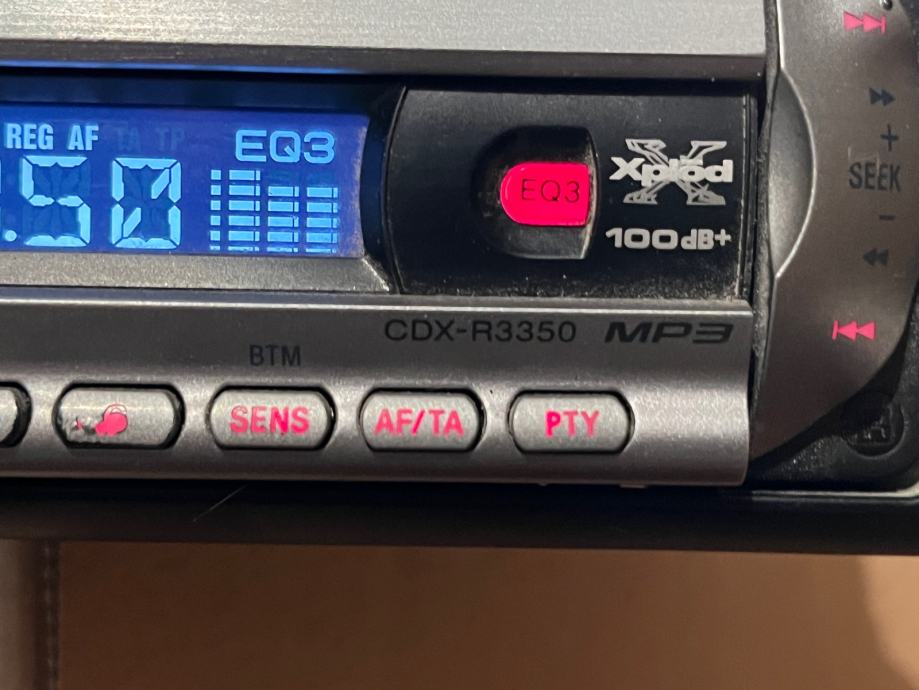 REG AF TA TP
EQ3
.50
EQ3
Xplod
100dB+
CDX-R3350 MP3
BTM
SENS
AF/TA
PTY
+
SEEK
-